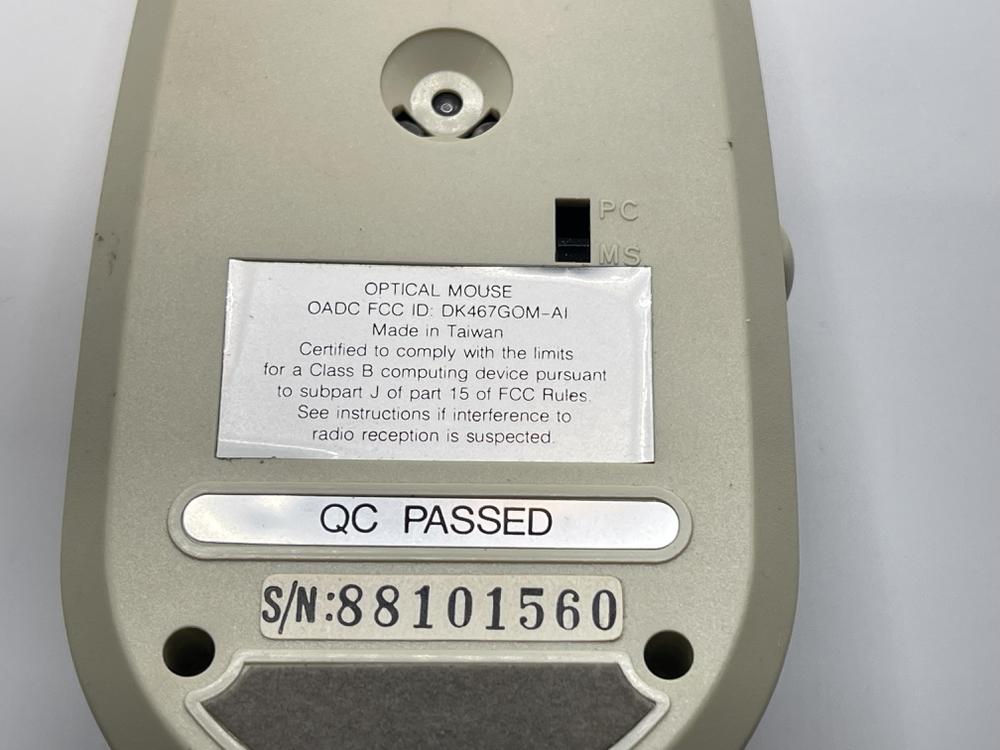 PC
MS
OPTICAL MOUSE
OADC FCC ID: DK467GOM-AI
Made in Taiwan
Certified to comply with the limits
for a Class B computing device pursuant
to subpart J of part 15 of FCC Rules.
See instructions if interference to
radio reception is suspected.
QC PASSED
S/N:88101560